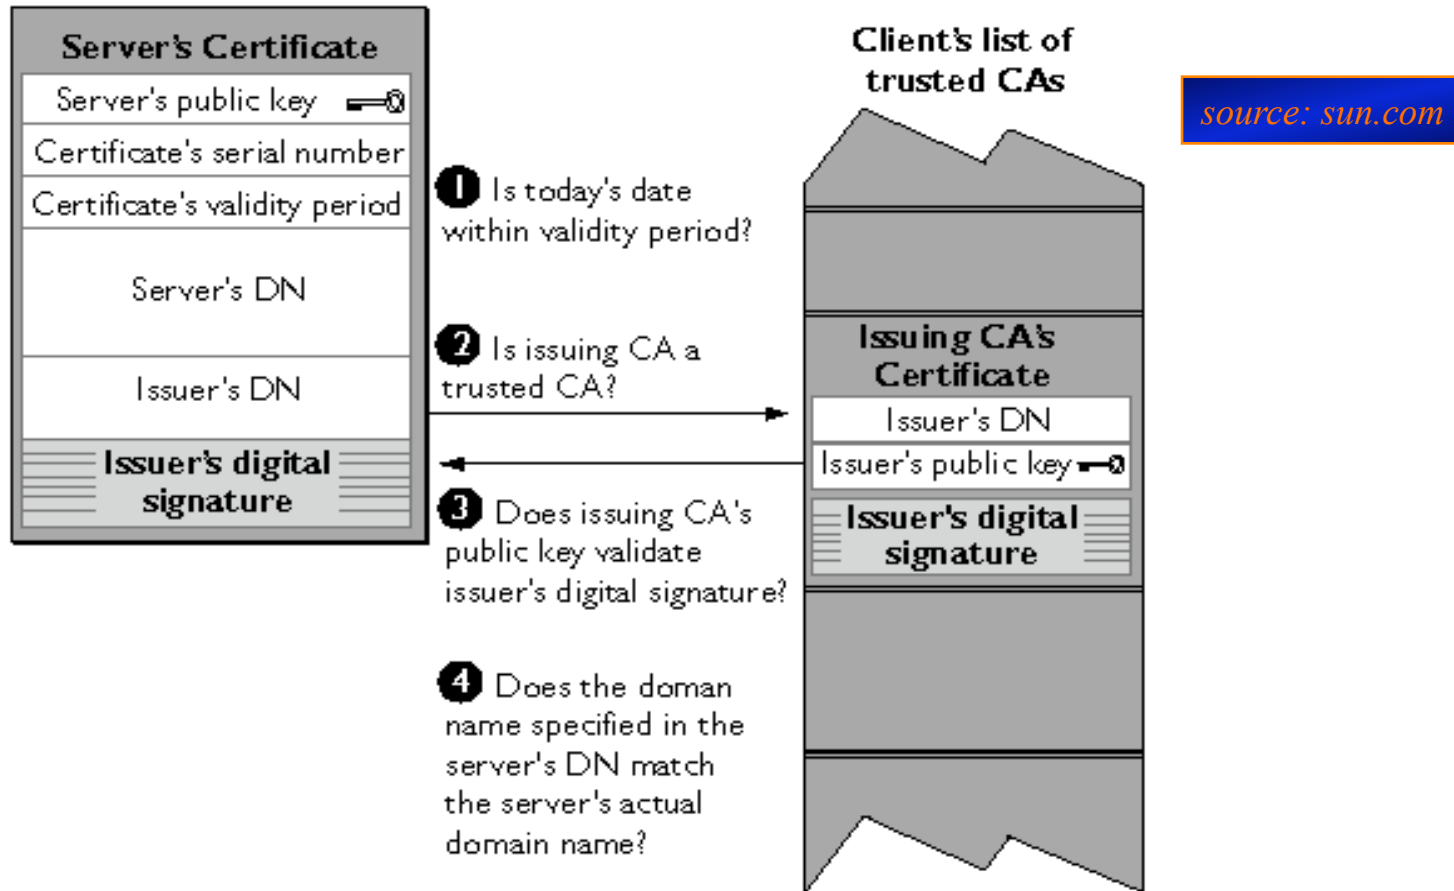 Server's Certificate
Server's public key
Certificate's serial number
Certificate's validity period
Server's DN
Issuer's DN
Issuer's digital
signature
1 Is today's date
within validity period?
2 Is issuing CA a
trusted CA?
3 Does issuing CA's
public key validate
issuer's digital signature?
4 Does the doman
name specified in the
server's DN match
the server's actual
domain name?
Client's list of
trusted CAs
Issuing CA's
Certificate
Issuer's DN
Issuer's public key
Issuer's digital
signature
source: sun.com